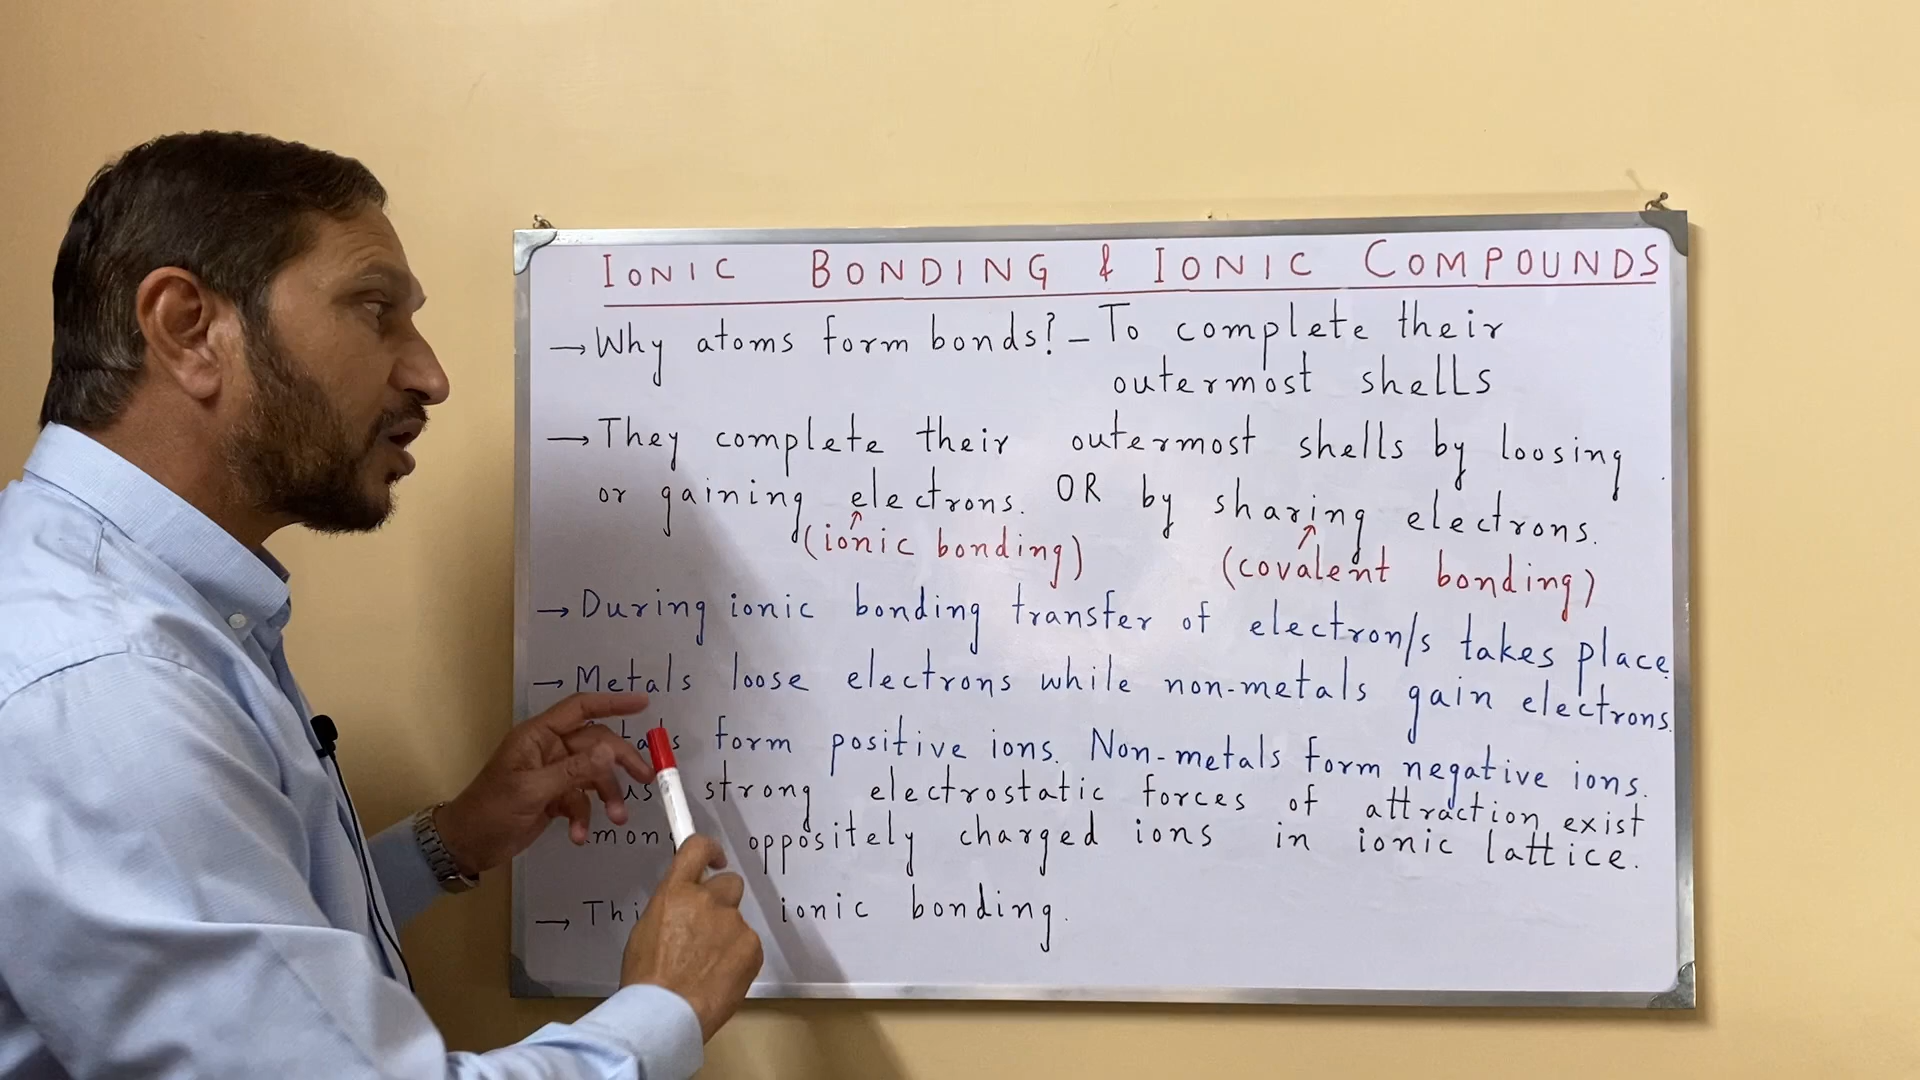 IONIC BONDING & IONIC COMPOUNDS
→ Why atoms form bonds? – To complete their
outermost shells
→ They complete their outermost shells by loosing
or gaining electrons. OR by sharing electrons.
(ionic bonding) (covalent bonding)
→ During ionic bonding transfer of electron/s takes place.
→ Metals loose electrons while non-metals gain electrons.
form positive ions. Non-metals form negative ions.
strong electrostatic forces of attraction exist
oppositely charged ions in ionic lattice.
→ ionic bonding.